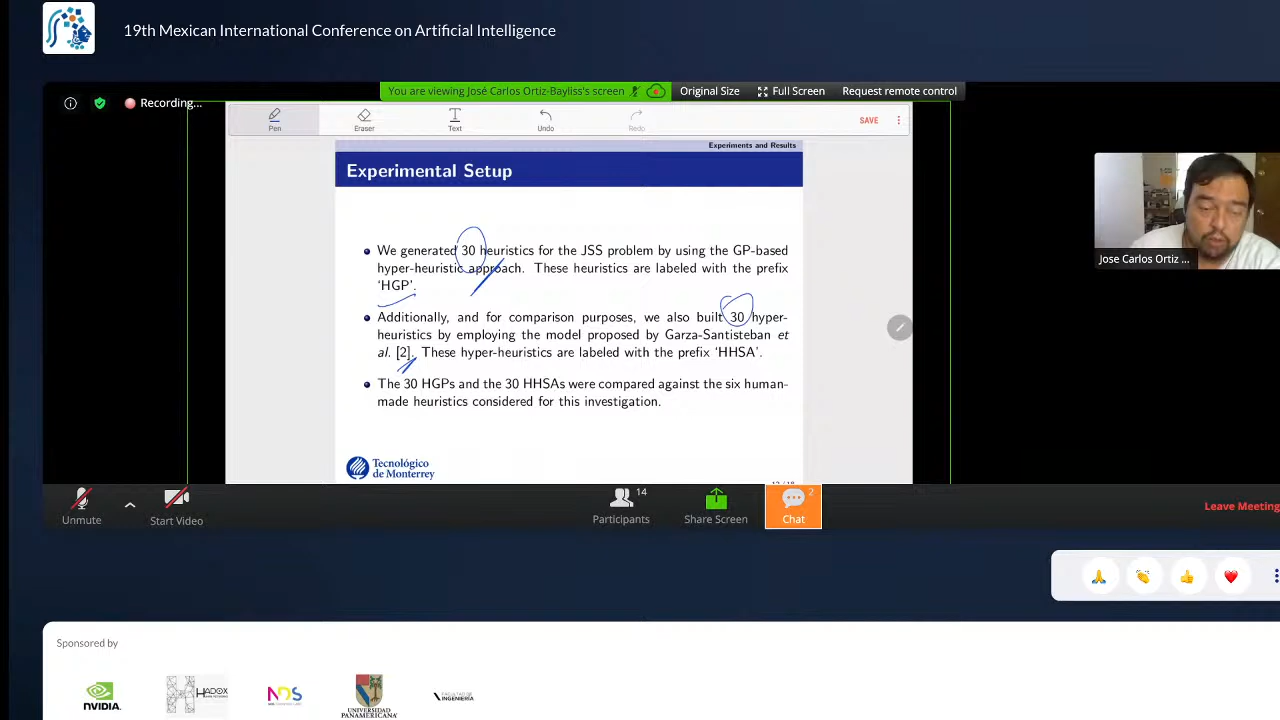 19th Mexican International Conference on Artificial Intelligence
You are viewing José Carlos Ortiz-Bayliss's screen
Original Size
Full Screen
Request remote control
Recording...
Pen
Eraser
Text
Undo
Redo
SAVE
Experiments and Results
Experimental Setup
We generated 30 heuristics for the JSS problem by using the GP-based
hyper-heuristic approach. These heuristics are labeled with the prefix
‘HGP’.
Additionally, and for comparison purposes, we also built 30 hyper-
heuristics by employing the model proposed by Garza-Santisteban et
al. [2]. These hyper-heuristics are labeled with the prefix ‘HHSA’.
The 30 HGPs and the 30 HHSAs were compared against the six human-
made heuristics considered for this investigation.
Tecnológico
de Monterrey
Jose Carlos Ortiz ...
Unmute
Start Video
14
Participants
Share Screen
2
Chat
Leave Meeting
Sponsored by
NVIDIA.
HADOX
NDS
UNIVERSIDAD
PANAMERICANA
FACULTAD DE
INGENIERÍA